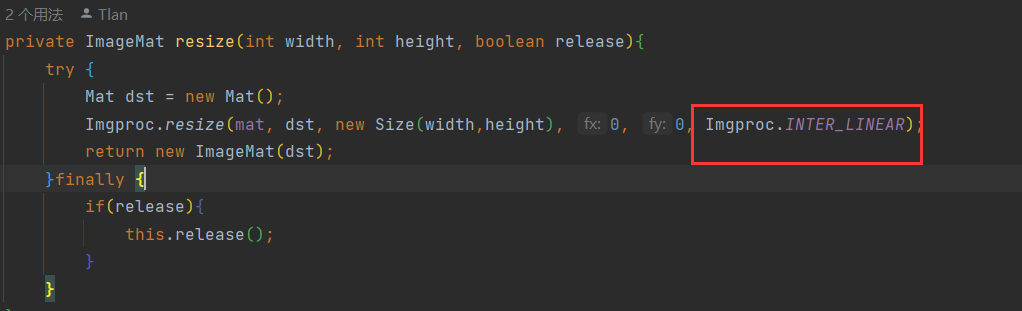 2 个用法 Tlan
private ImageMat resize(int width, int height, boolean release){
try {
Mat dst = new Mat();
Imgproc.resize(mat, dst, new Size(width,height), fx: 0, fy: 0, Imgproc.INTER_LINEAR);
return new ImageMat(dst);
}finally {
if(release){
this.release();
}
}